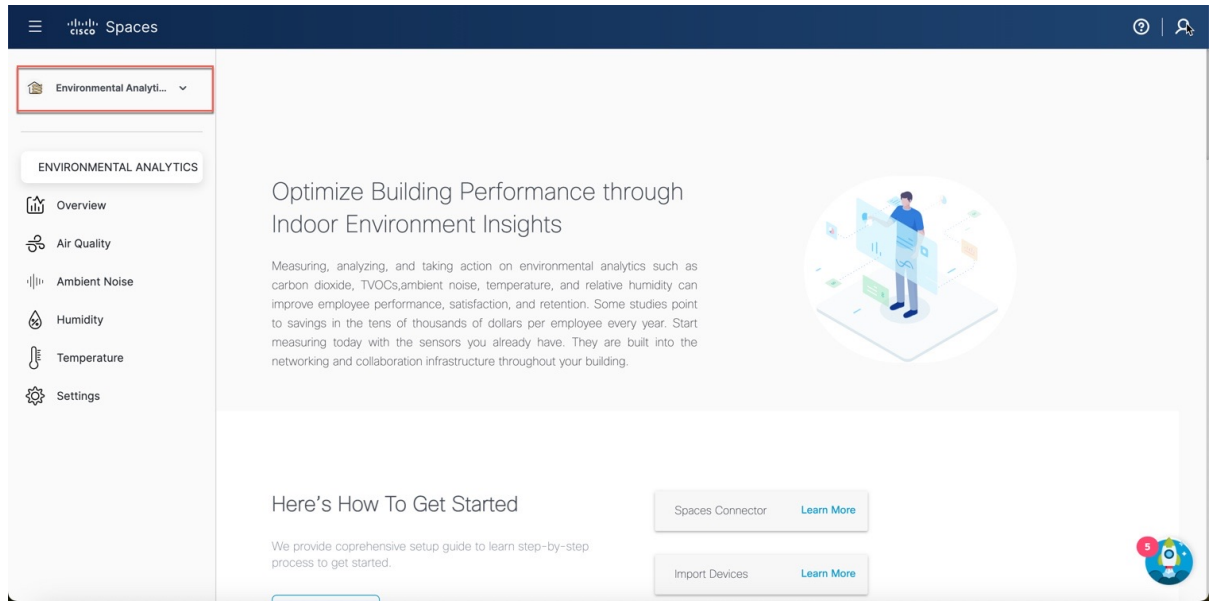 cisco Spaces
Environmental Analyti...
ENVIRONMENTAL ANALYTICS
Overview
Air Quality
Ambient Noise
Humidity
Temperature
Settings
Optimize Building Performance through
Indoor Environment Insights
Measuring, analyzing, and taking action on environmental analytics such as
carbon dioxide, TVOCs,ambient noise, temperature, and relative humidity can
improve employee performance, satisfaction, and retention. Some studies point
to savings in the tens of thousands of dollars per employee every year. Start
measuring today with the sensors you already have. They are built into the
networking and collaboration infrastructure throughout your building.
Here's How To Get Started
We provide coprehensive setup guide to learn step-by-step
process to get started.
Spaces Connector Learn More
Import Devices Learn More
5